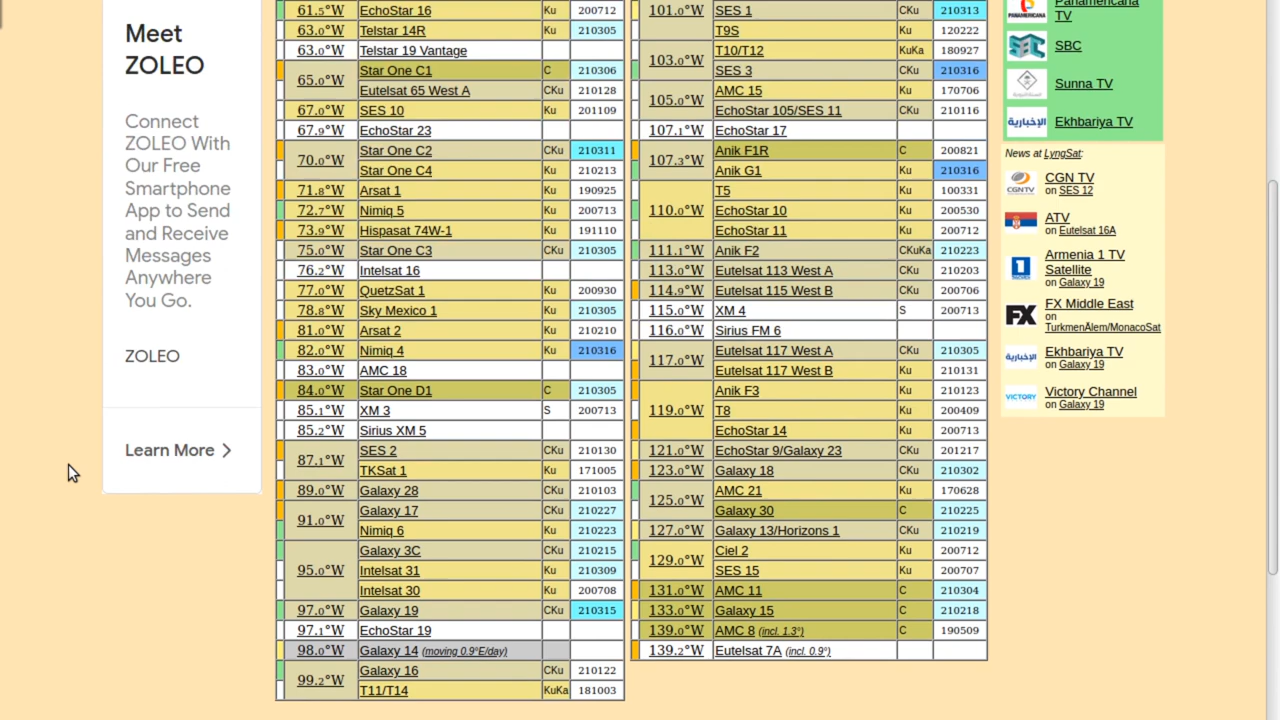 Meet
ZOLEO
Connect
ZOLEO With
Our Free
Smartphone
App to Send
and Receive
Messages
Anywhere
You Go.
ZOLEO
Learn More
61.5°W EchoStar 16 Ku 200712
63.0°W Telstar 14R Ku 210305
63.0°W Telstar 19 Vantage
65.0°W Star One C1 C 210306
Eutelsat 65 West A CKu 210128
67.0°W SES 10 Ku 201109
67.9°W EchoStar 23
70.0°W Star One C2 CKu 210311
Star One C4 Ku 210213
71.8°W Arsat 1 Ku 190925
72.7°W Nimiq 5 Ku 200713
73.9°W Hispasat 74W-1 Ku 191110
75.0°W Star One C3 CKu 210305
76.2°W Intelsat 16
77.0°W QuetzSat 1 Ku 200930
78.8°W Sky Mexico 1 Ku 210305
81.0°W Arsat 2 Ku 210210
82.0°W Nimiq 4 Ku 210316
83.0°W AMC 18
84.0°W Star One D1 C 210305
85.1°W XM 3 S 200713
85.2°W Sirius XM 5
87.1°W SES 2 CKu 210130
TKSat 1 Ku 171005
89.0°W Galaxy 28 CKu 210103
91.0°W Galaxy 17 CKu 210227
Nimiq 6 Ku 210223
95.0°W Galaxy 3C CKu 210215
Intelsat 31 Ku 210309
Intelsat 30 Ku 200708
97.0°W Galaxy 19 CKu 210315
97.1°W EchoStar 19
98.0°W Galaxy 14 (moving 0.9°E/day)
99.2°W Galaxy 16 CKu 210122
T11/T14 KuKa 181003
101.0°W SES 1 CKu 210313
T9S Ku 120222
103.0°W T10/T12 KuKa 180927
SES 3 CKu 210316
105.0°W AMC 15 Ku 170706
EchoStar 105/SES 11 CKu 210116
107.1°W EchoStar 17
107.3°W Anik F1R C 200821
Anik G1 Ku 210316
110.0°W T5 Ku 100331
EchoStar 10 Ku 200530
EchoStar 11 Ku 200712
111.1°W Anik F2 CKuKa 210223
113.0°W Eutelsat 113 West A CKu 210203
114.9°W Eutelsat 115 West B CKu 200706
115.0°W XM 4 S 200713
116.0°W Sirius FM 6
117.0°W Eutelsat 117 West A CKu 210305
Eutelsat 117 West B Ku 210131
119.0°W Anik F3 Ku 210123
T8 Ku 200409
EchoStar 14 Ku 200713
121.0°W EchoStar 9/Galaxy 23 CKu 201217
123.0°W Galaxy 18 CKu 210302
125.0°W AMC 21 Ku 170628
Galaxy 30 C 210225
127.0°W Galaxy 13/Horizons 1 CKu 210219
129.0°W Ciel 2 Ku 200712
SES 15 Ku 200707
131.0°W AMC 11 C 210304
133.0°W Galaxy 15 C 210218
139.0°W AMC 8 (incl. 1.3°) C 190509
139.2°W Eutelsat 7A (incl. 0.9°)
PANAMERICANA Panamericana
TV
SBC SBC
Sunna TV
الإخبارية Ekhbariya TV
News at LyngSat:
CGNTV CGN TV
on SES 12
ATV
on Eutelsat 16A
1 Armenia 1 TV
Satellite
on Galaxy 19
FX FX Middle East
on
TurkmenÄlem/MonacoSat
الإخبارية Ekhbariya TV
on Galaxy 19
VICTORY Victory Channel
on Galaxy 19